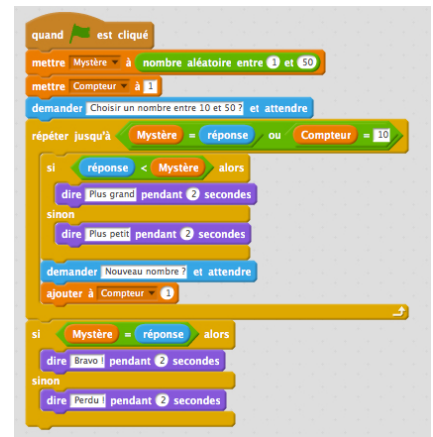 quand est cliqué
mettre Mystère à nombre aléatoire entre 1 et 50
mettre Compteur à 1
demander Choisir un nombre entre 10 et 50 ? et attendre
répéter jusqu'à Mystère = réponse ou Compteur = 10
si réponse < Mystère alors
dire Plus grand pendant 2 secondes
sinon
dire Plus petit pendant 2 secondes
demander Nouveau nombre ? et attendre
ajouter à Compteur 1
si Mystère = réponse alors
dire Bravo ! pendant 2 secondes
sinon
dire Perdu ! pendant 2 secondes